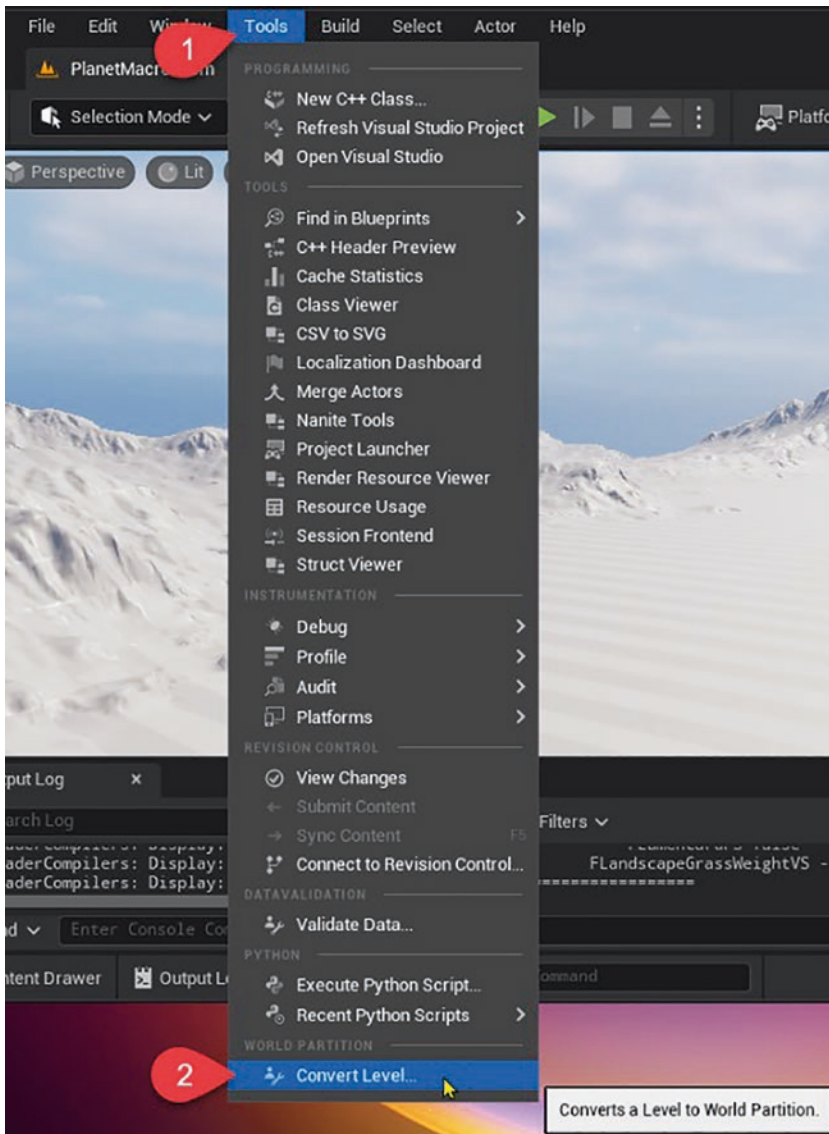 File Edit Tools Build Select Actor Help
1
Selection Mode
Perspective Lit
PROGRAMMING
New C++ Class...
Refresh Visual Studio Project
Open Visual Studio
TOOLS
Find in Blueprints
C++ Header Preview
Cache Statistics
Class Viewer
CSV to SVG
Localization Dashboard
Merge Actors
Nanite Tools
Project Launcher
Render Resource Viewer
Resource Usage
Session Frontend
Struct Viewer
INSTRUMENTATION
Debug
Profile
Audit
Platforms
REVISION CONTROL
View Changes
Submit Content
Sync Content F5
Connect to Revision Control...
DATAVALIDATION
Validate Data...
PYTHON
Execute Python Script...
Recent Python Scripts
WORLD PARTITION
2 Convert Level...
Converts a Level to World Partition.
put Log
arch Log
Filters
aderCompilers: Display: FLandscapeGrassWeightVS -
aderCompilers: Display: ================
Enter Console Co
ntent Drawer Output L ommand